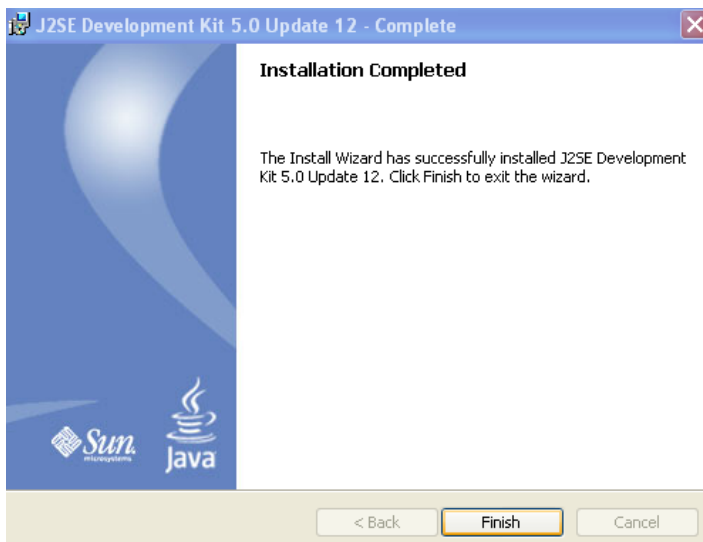 J2SE Development Kit 5.0 Update 12 - Complete
Installation Completed
The Install Wizard has successfully installed J2SE Development
Kit 5.0 Update 12. Click Finish to exit the wizard.
Sun
microsystems
Java
< Back
Finish
Cancel